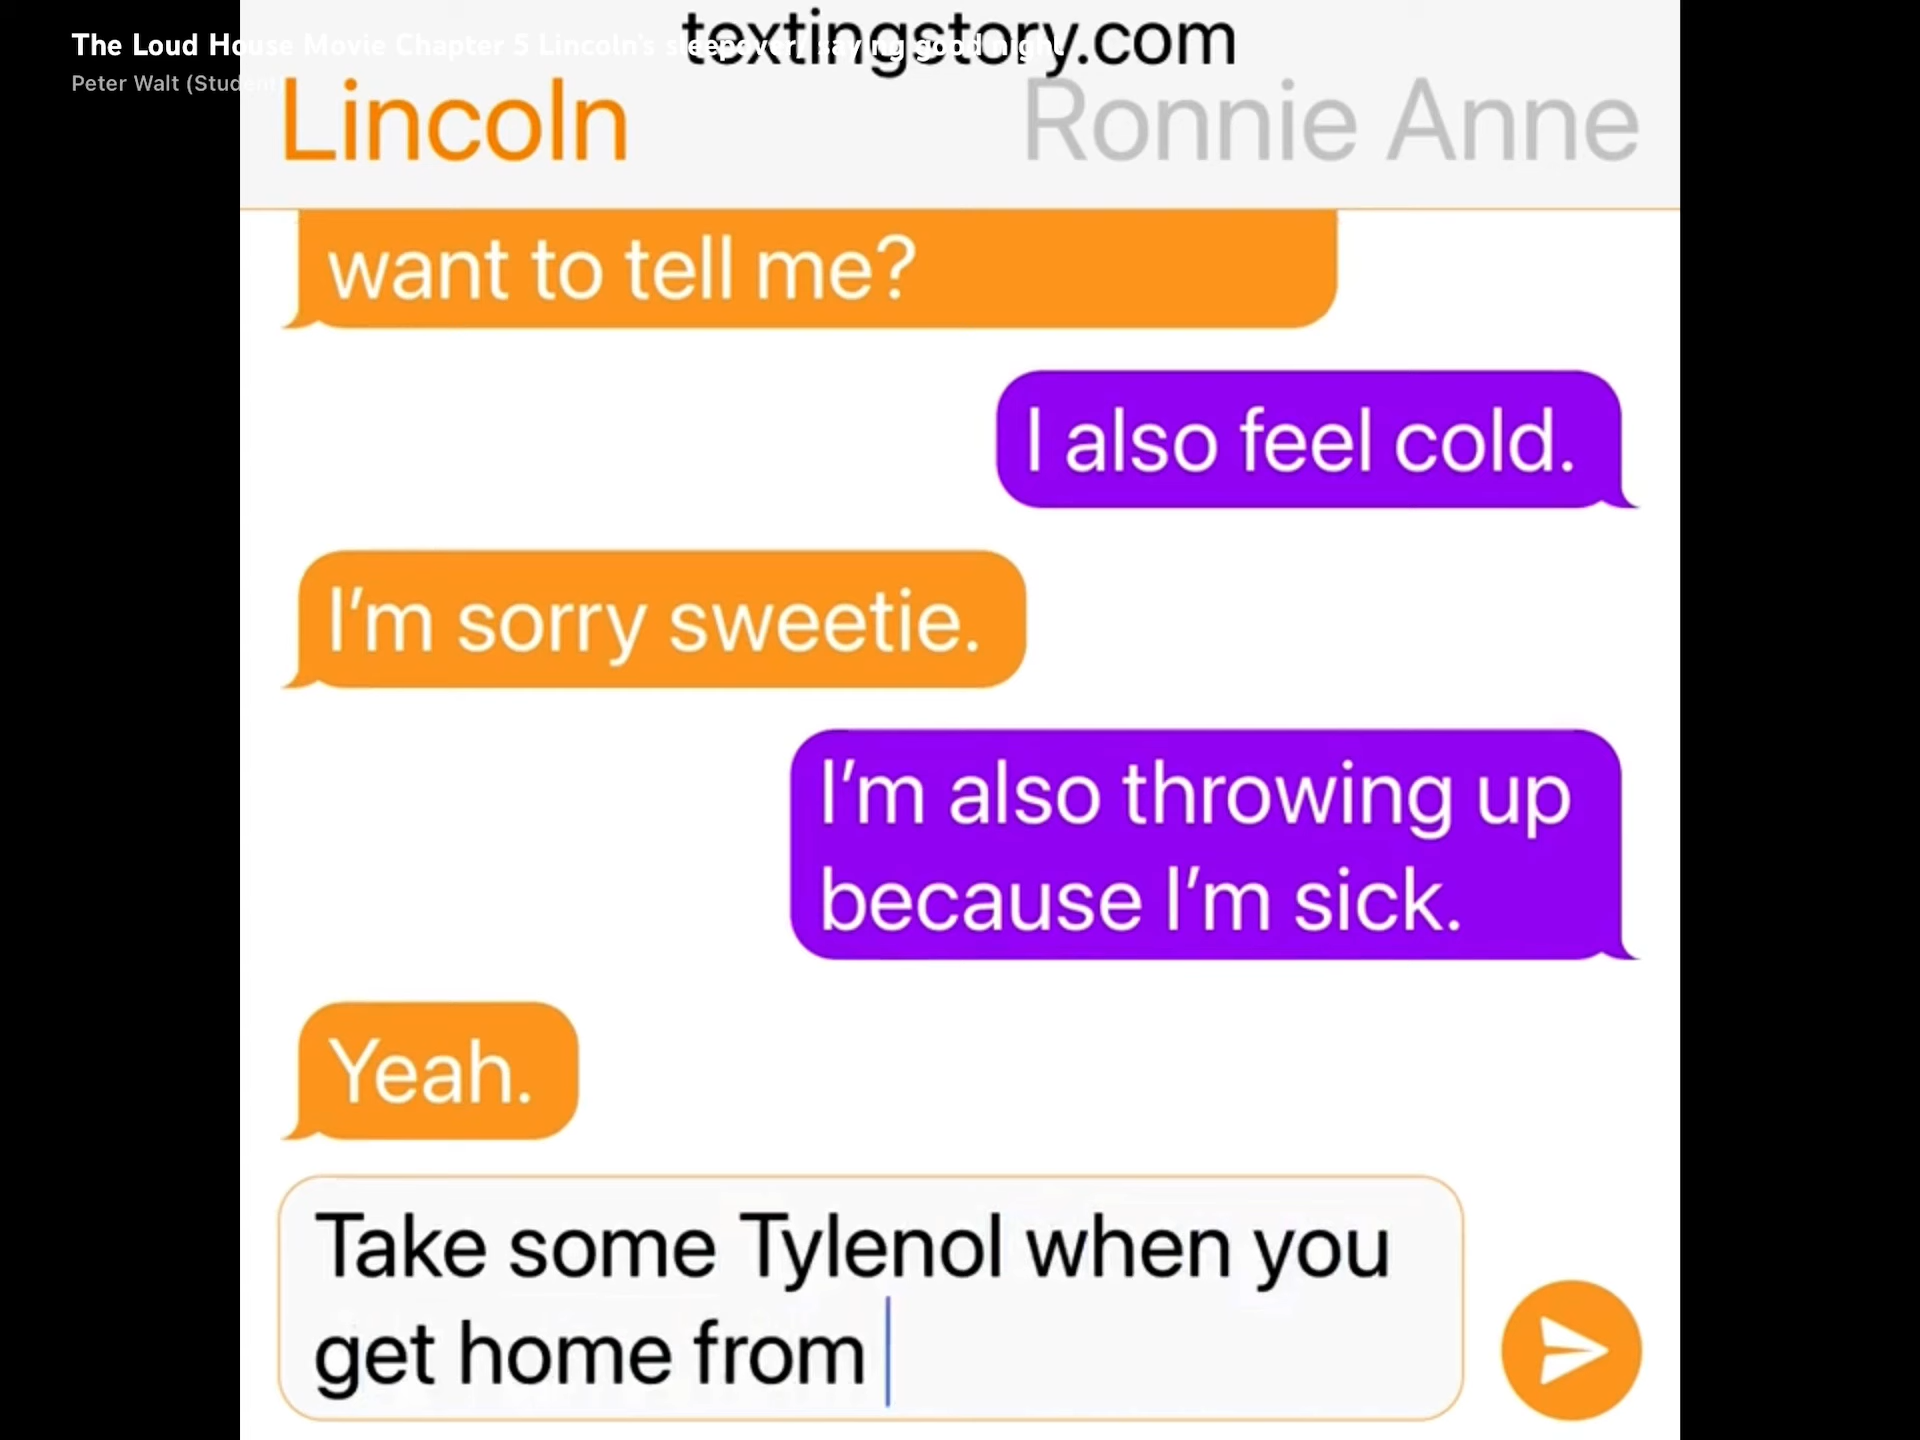 The Loud House Movie Chapter 5 Lincoln's sleepover/ saying good night
textingstory.com
Peter Walt (Student
Lincoln
Ronnie Anne
want to tell me?
I also feel cold.
I'm sorry sweetie.
I'm also throwing up
because I'm sick.
Yeah.
Take some Tylenol when you
get home from